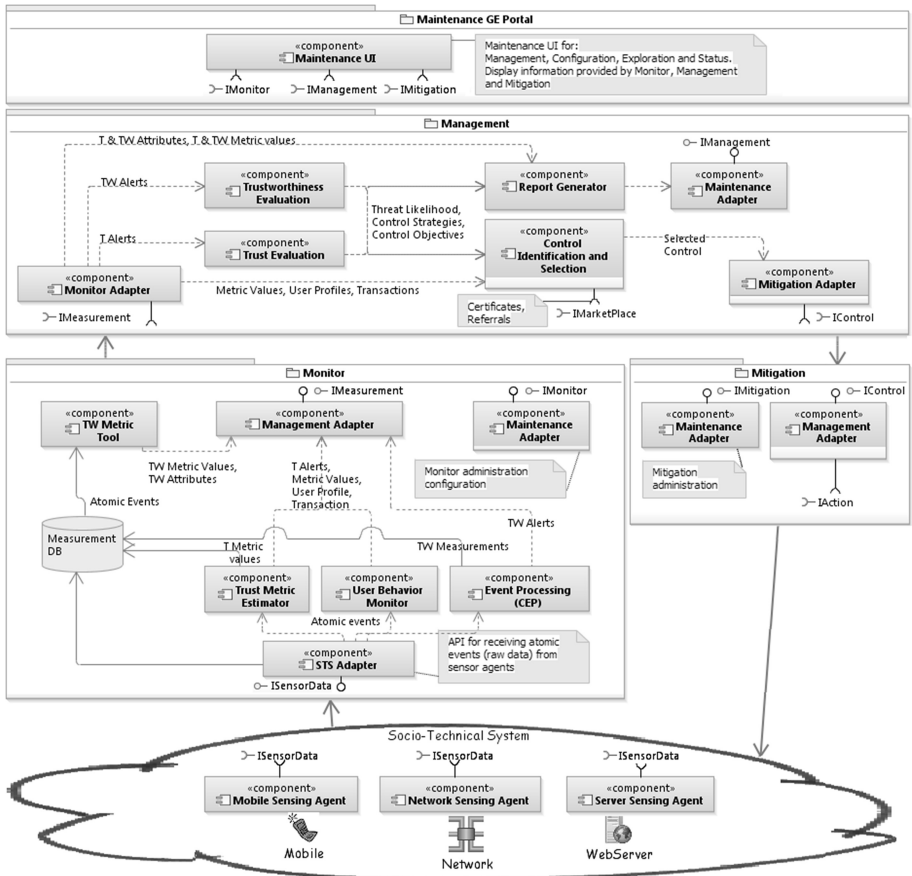 Maintenance GE Portal
«component»
Maintenance UI
IMonitor
IManagement
IMitigation
Maintenance UI for:
Management, Configuration, Exploration and Status.
Display information provided by Monitor, Management
and Mitigation
Management
T & TW Attributes, T & TW Metric values
IManagement
TW Alerts
«component»
Trustworthiness
Evaluation
«component»
Report Generator
«component»
Maintenance
Adapter
Threat Likelihood,
Control Strategies,
Control Objectives
T Alerts
«component»
Trust Evaluation
«component»
Control
Identification and
Selection
Selected
Control
«component»
Monitor Adapter
Metric Values, User Profiles, Transactions
«component»
Mitigation Adapter
IMeasurement
Certificates,
Referrals
IMarketPlace
IControl
Monitor
IMeasurement
IMonitor
«component»
TW Metric
Tool
«component»
Management Adapter
«component»
Maintenance
Adapter
TW Metric Values,
TW Attributes
T Alerts,
Metric Values,
User Profile,
Transaction
Monitor administration
configuration
Atomic Events
TW Alerts
Measurement
DB
T Metric
values
TW Measurements
«component»
Trust Metric
Estimator
«component»
User Behavior
Monitor
«component»
Event Processing
(CEP)
Atomic events
«component»
STS Adapter
API for receiving atomic
events (raw data) from
sensor agents
ISensorData
Mitigation
IMitigation
IControl
«component»
Maintenance
Adapter
«component»
Management
Adapter
Mitigation
administration
IAction
Socio-Technical System
ISensorData
ISensorData
ISensorData
«component»
Mobile Sensing Agent
«component»
Network Sensing Agent
«component»
Server Sensing Agent
Mobile
Network
WebServer